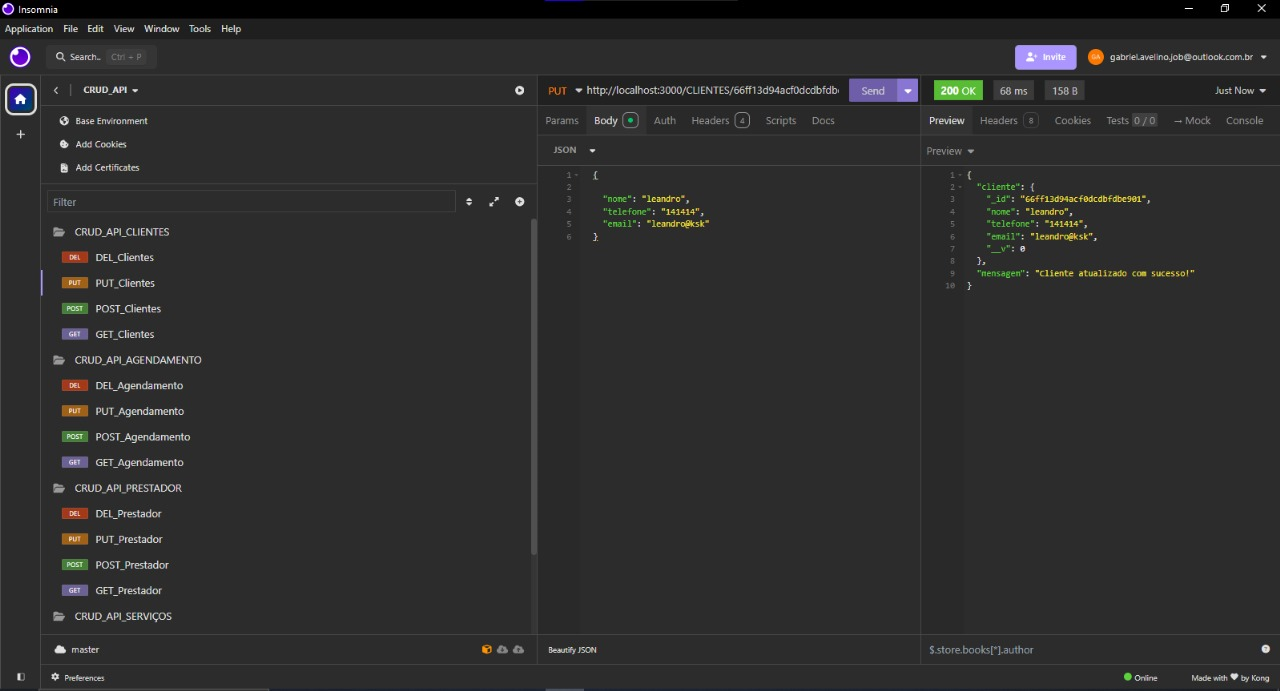 Insomnia
Application File Edit View Window Tools Help
Search.. Ctrl + P
Invite
GA gabriel.avelino.job@outlook.com.br
CRUD_API
Base Environment
Add Cookies
Add Certificates
Filter
CRUD_API_CLIENTES
DEL DEL_Clientes
PUT PUT_Clientes
POST POST_Clientes
GET GET_Clientes
CRUD_API_AGENDAMENTO
DEL DEL_Agendamento
PUT PUT_Agendamento
POST POST_Agendamento
GET GET_Agendamento
CRUD_API_PRESTADOR
DEL DEL_Prestador
PUT PUT_Prestador
POST POST_Prestador
GET GET_Prestador
CRUD_API_SERVIÇOS
master
Preferences
PUT http://localhost:3000/CLIENTES/66ff13d94acf0dcdbfdb
Send
Params Body Auth Headers 4 Scripts Docs
JSON
1 {
2
3 "nome": "leandro",
4 "telefone": "141414",
5 "email": "leandro@ksk"
6 }
Beautify JSON
200 OK 68 ms 158 B Just Now
Preview Headers 8 Cookies Tests 0 / 0 → Mock Console
Preview
1 {
2 "cliente": {
3 "_id": "66ff13d94acf0dcdbfdbe901",
4 "nome": "leandro",
5 "telefone": "141414",
6 "email": "leandro@ksk",
7 "__v": 0
8 },
9 "mensagem": "Cliente atualizado com sucesso!"
10 }
$.store.books[*].author
Online
Made with ♥ by Kong